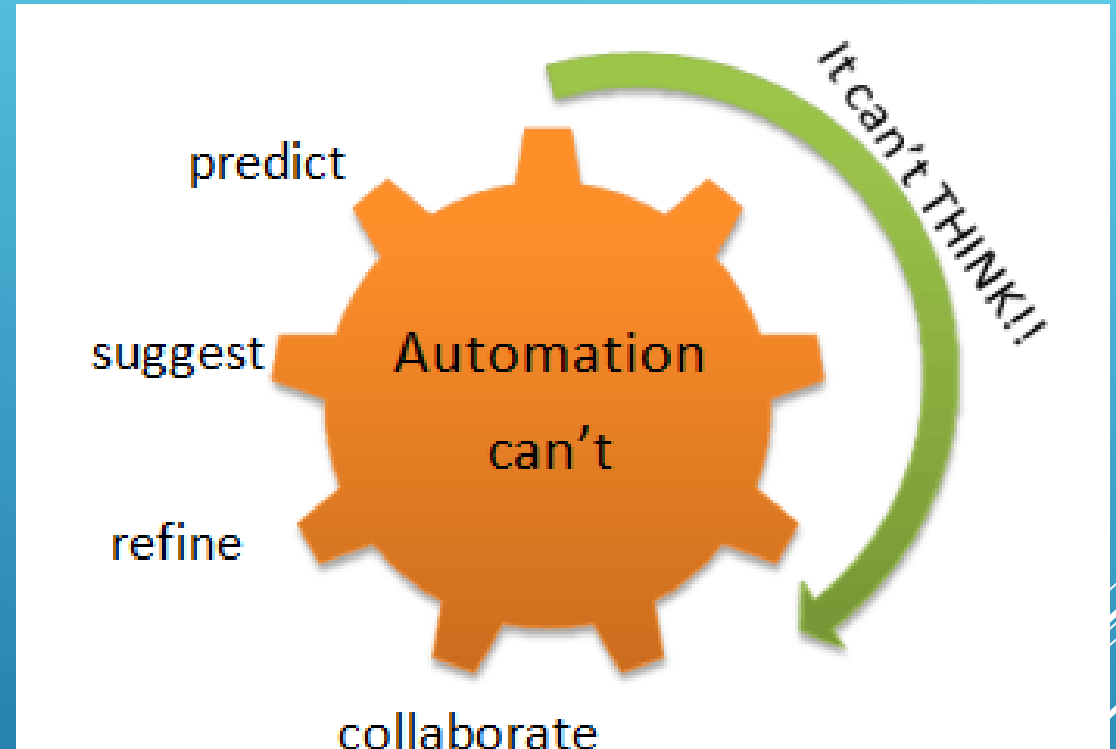 It can't THINK!!
predict
suggest
Automation
can't
refine
collaborate